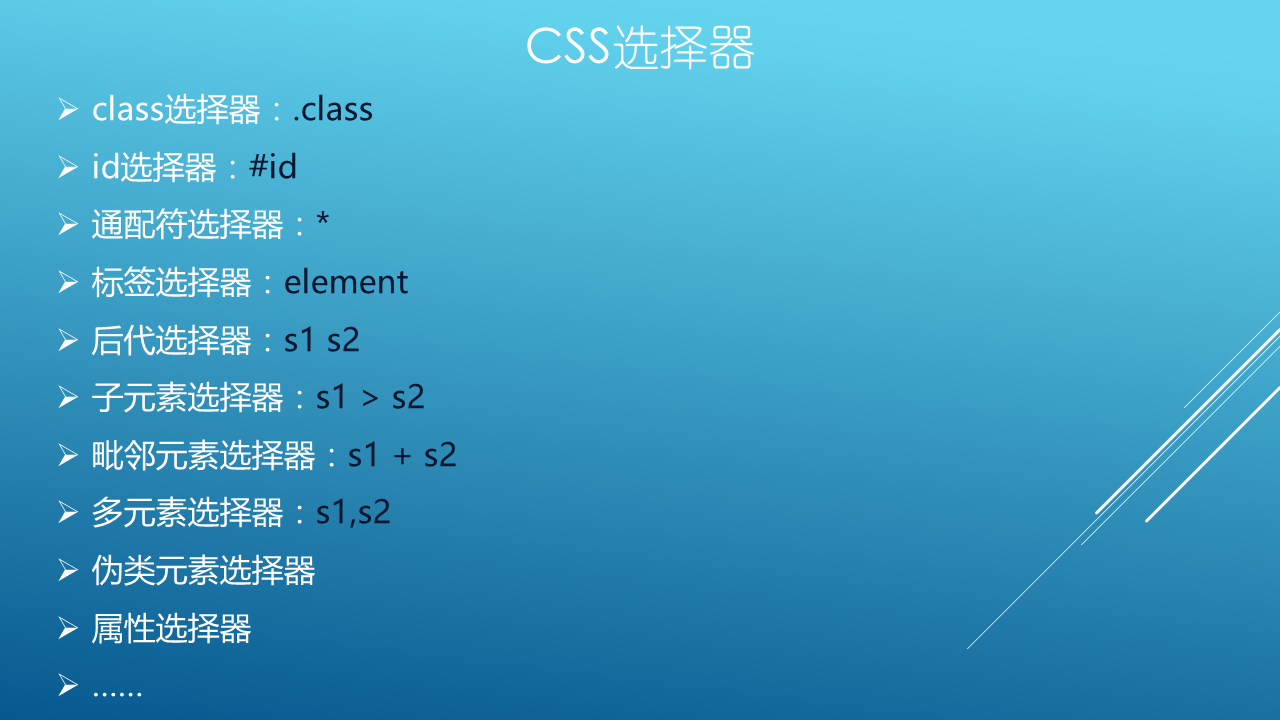 CSS选择器
class选择器：.class
id选择器：#id
通配符选择器：*
标签选择器：element
后代选择器：s1 s2
子元素选择器：s1 > s2
毗邻元素选择器：s1 + s2
多元素选择器：s1,s2
伪类元素选择器
属性选择器
……